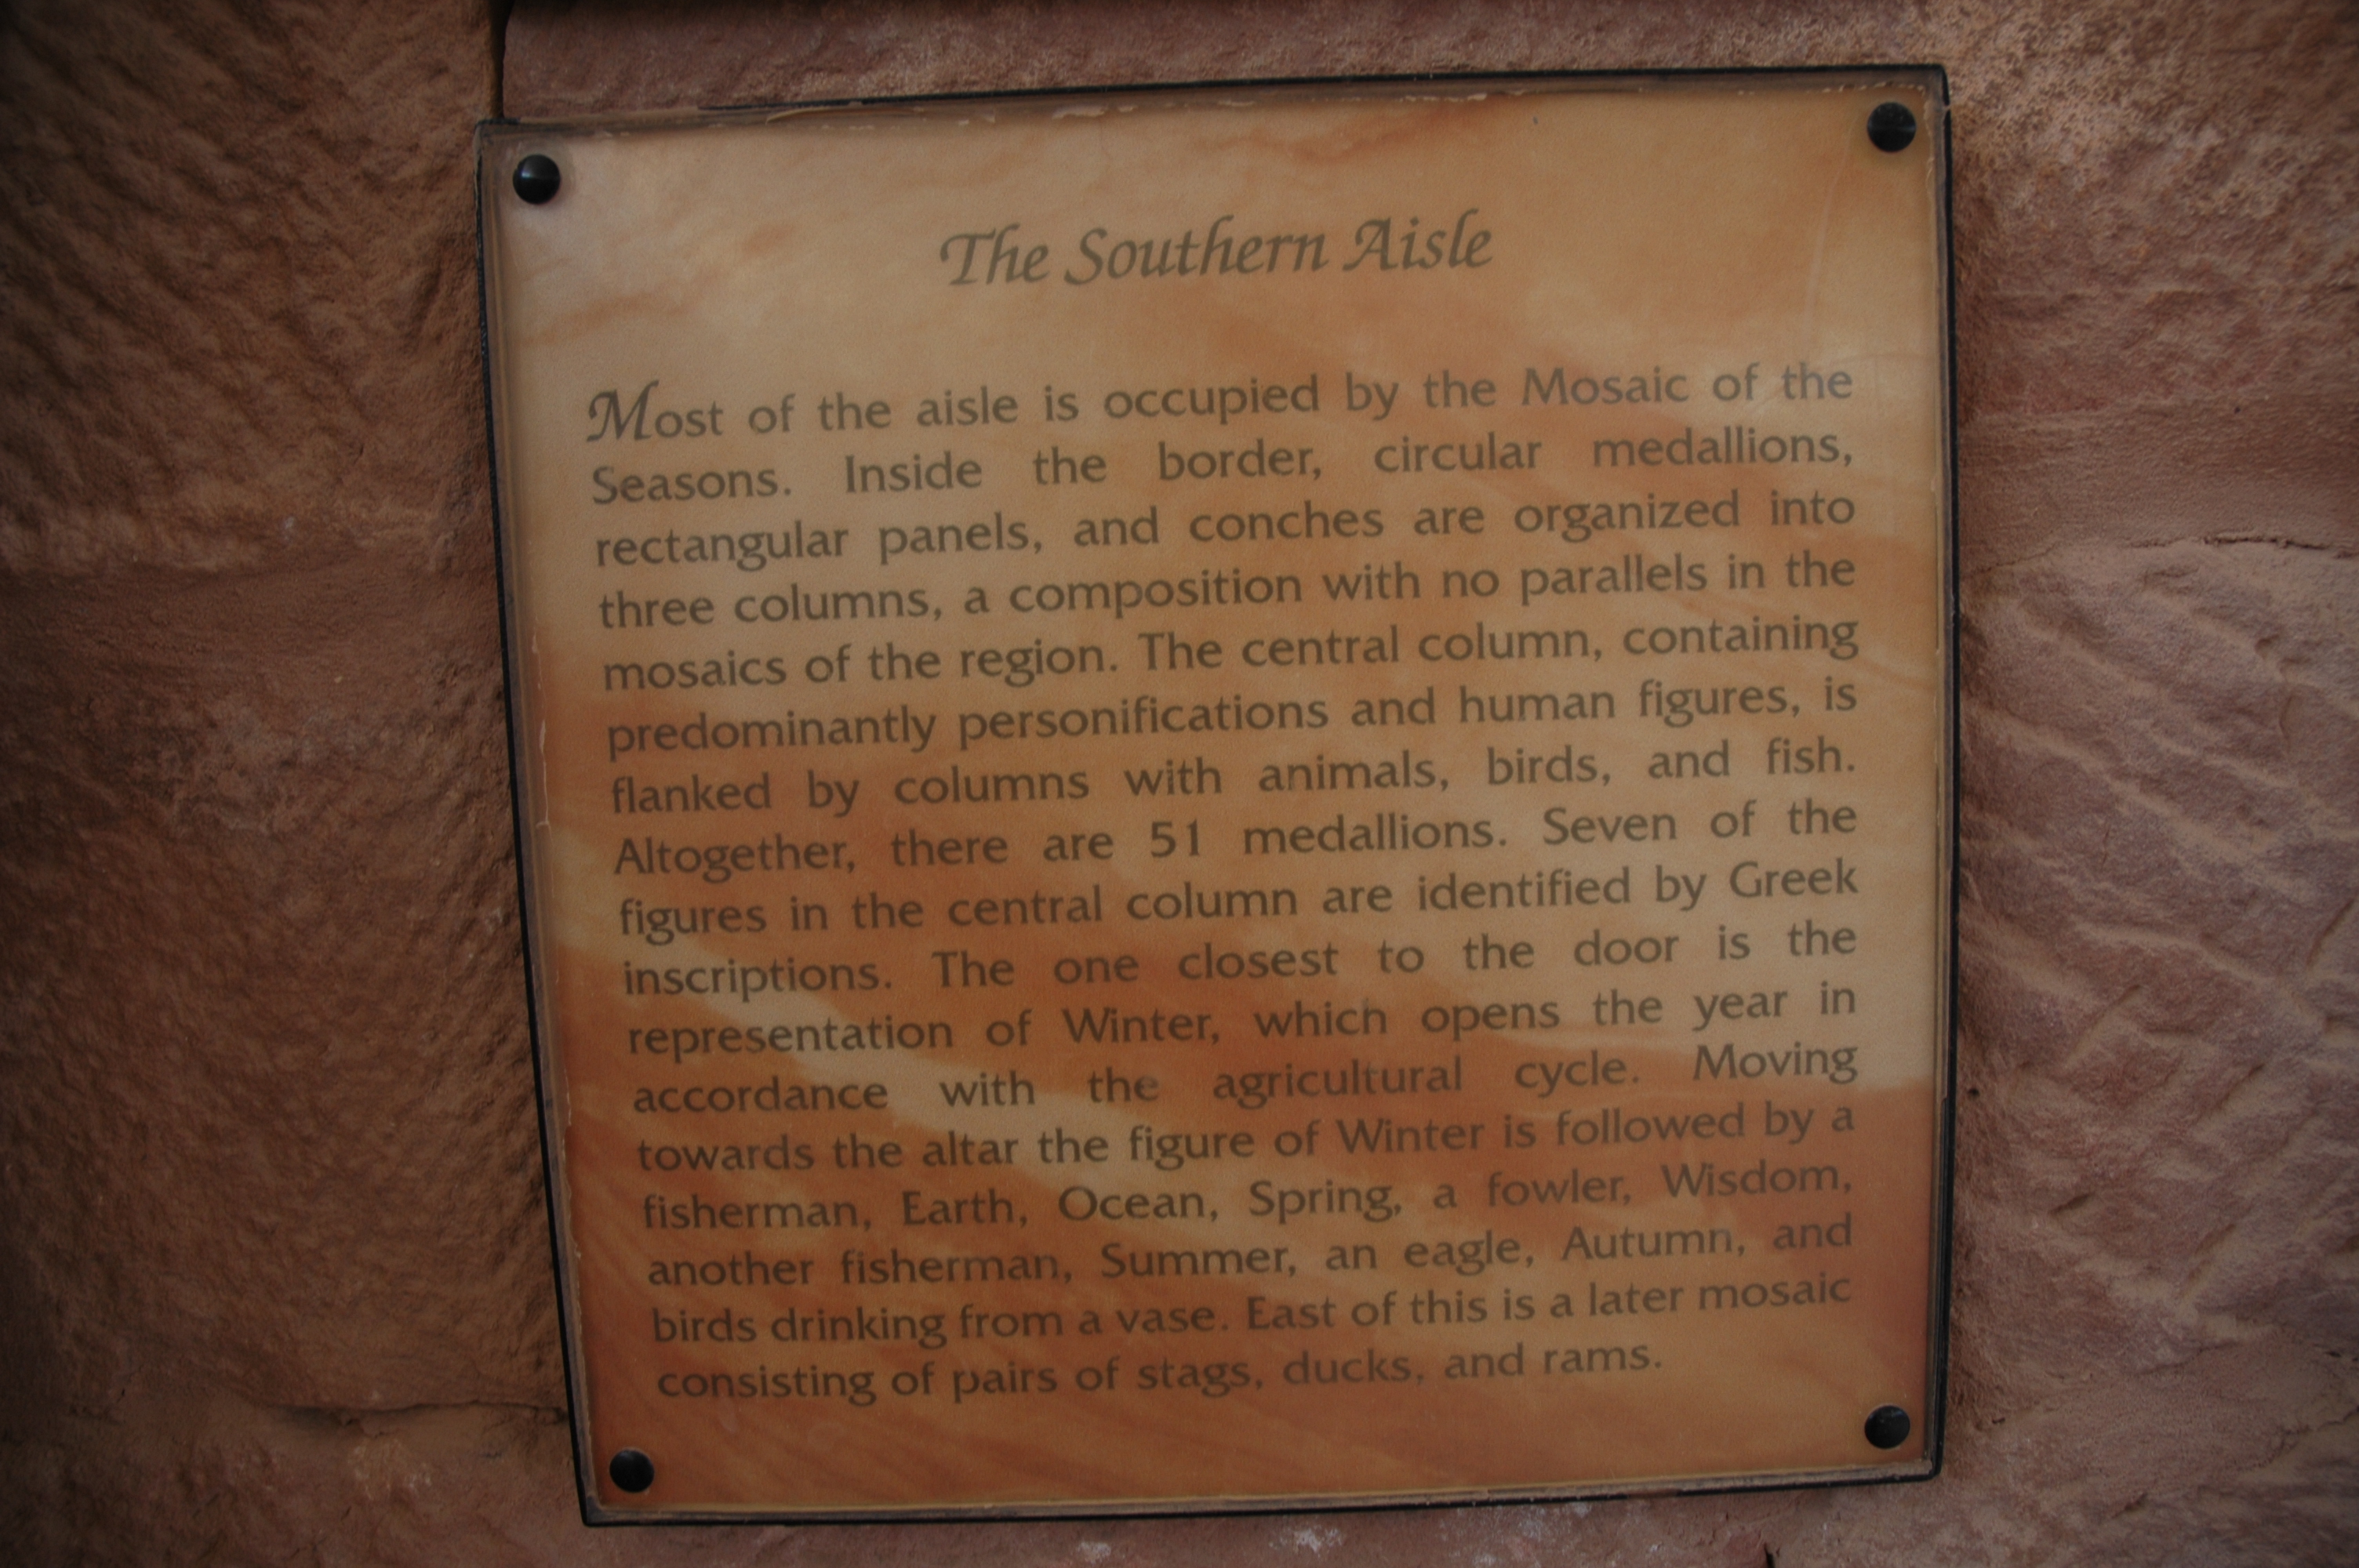 The Southern Aisle
Most of the aisle is occupied by the Mosaic of the
Seasons. Inside the border, circular medallions,
rectangular panels, and conches are organized into
three columns, a composition with no parallels in the
mosaics of the region. The central column, containing
predominantly personifications and human figures, is
flanked by columns with animals, birds, and fish.
Altogether, there are 51 medallions. Seven of the
figures in the central column are identified by Greek
inscriptions. The one closest to the door is the
representation of Winter, which opens the year in
accordance with the agricultural cycle. Moving
towards the altar the figure of Winter is followed by a
fisherman, Earth, Ocean, Spring, a fowler, Wisdom,
another fisherman, Summer, an eagle, Autumn, and
birds drinking from a vase. East of this is a later mosaic
consisting of pairs of stags, ducks, and rams.